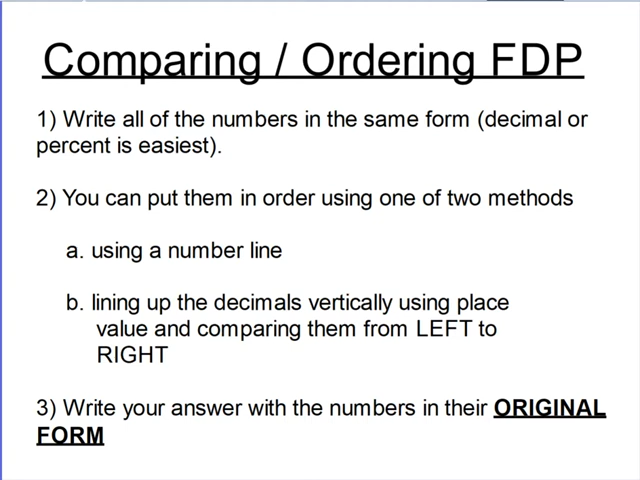 Comparing / Ordering FDP
1) Write all of the numbers in the same form (decimal or
percent is easiest).
2) You can put them in order using one of two methods
a. using a number line
b. lining up the decimals vertically using place
value and comparing them from LEFT to
RIGHT
3) Write your answer with the numbers in their ORIGINAL
FORM